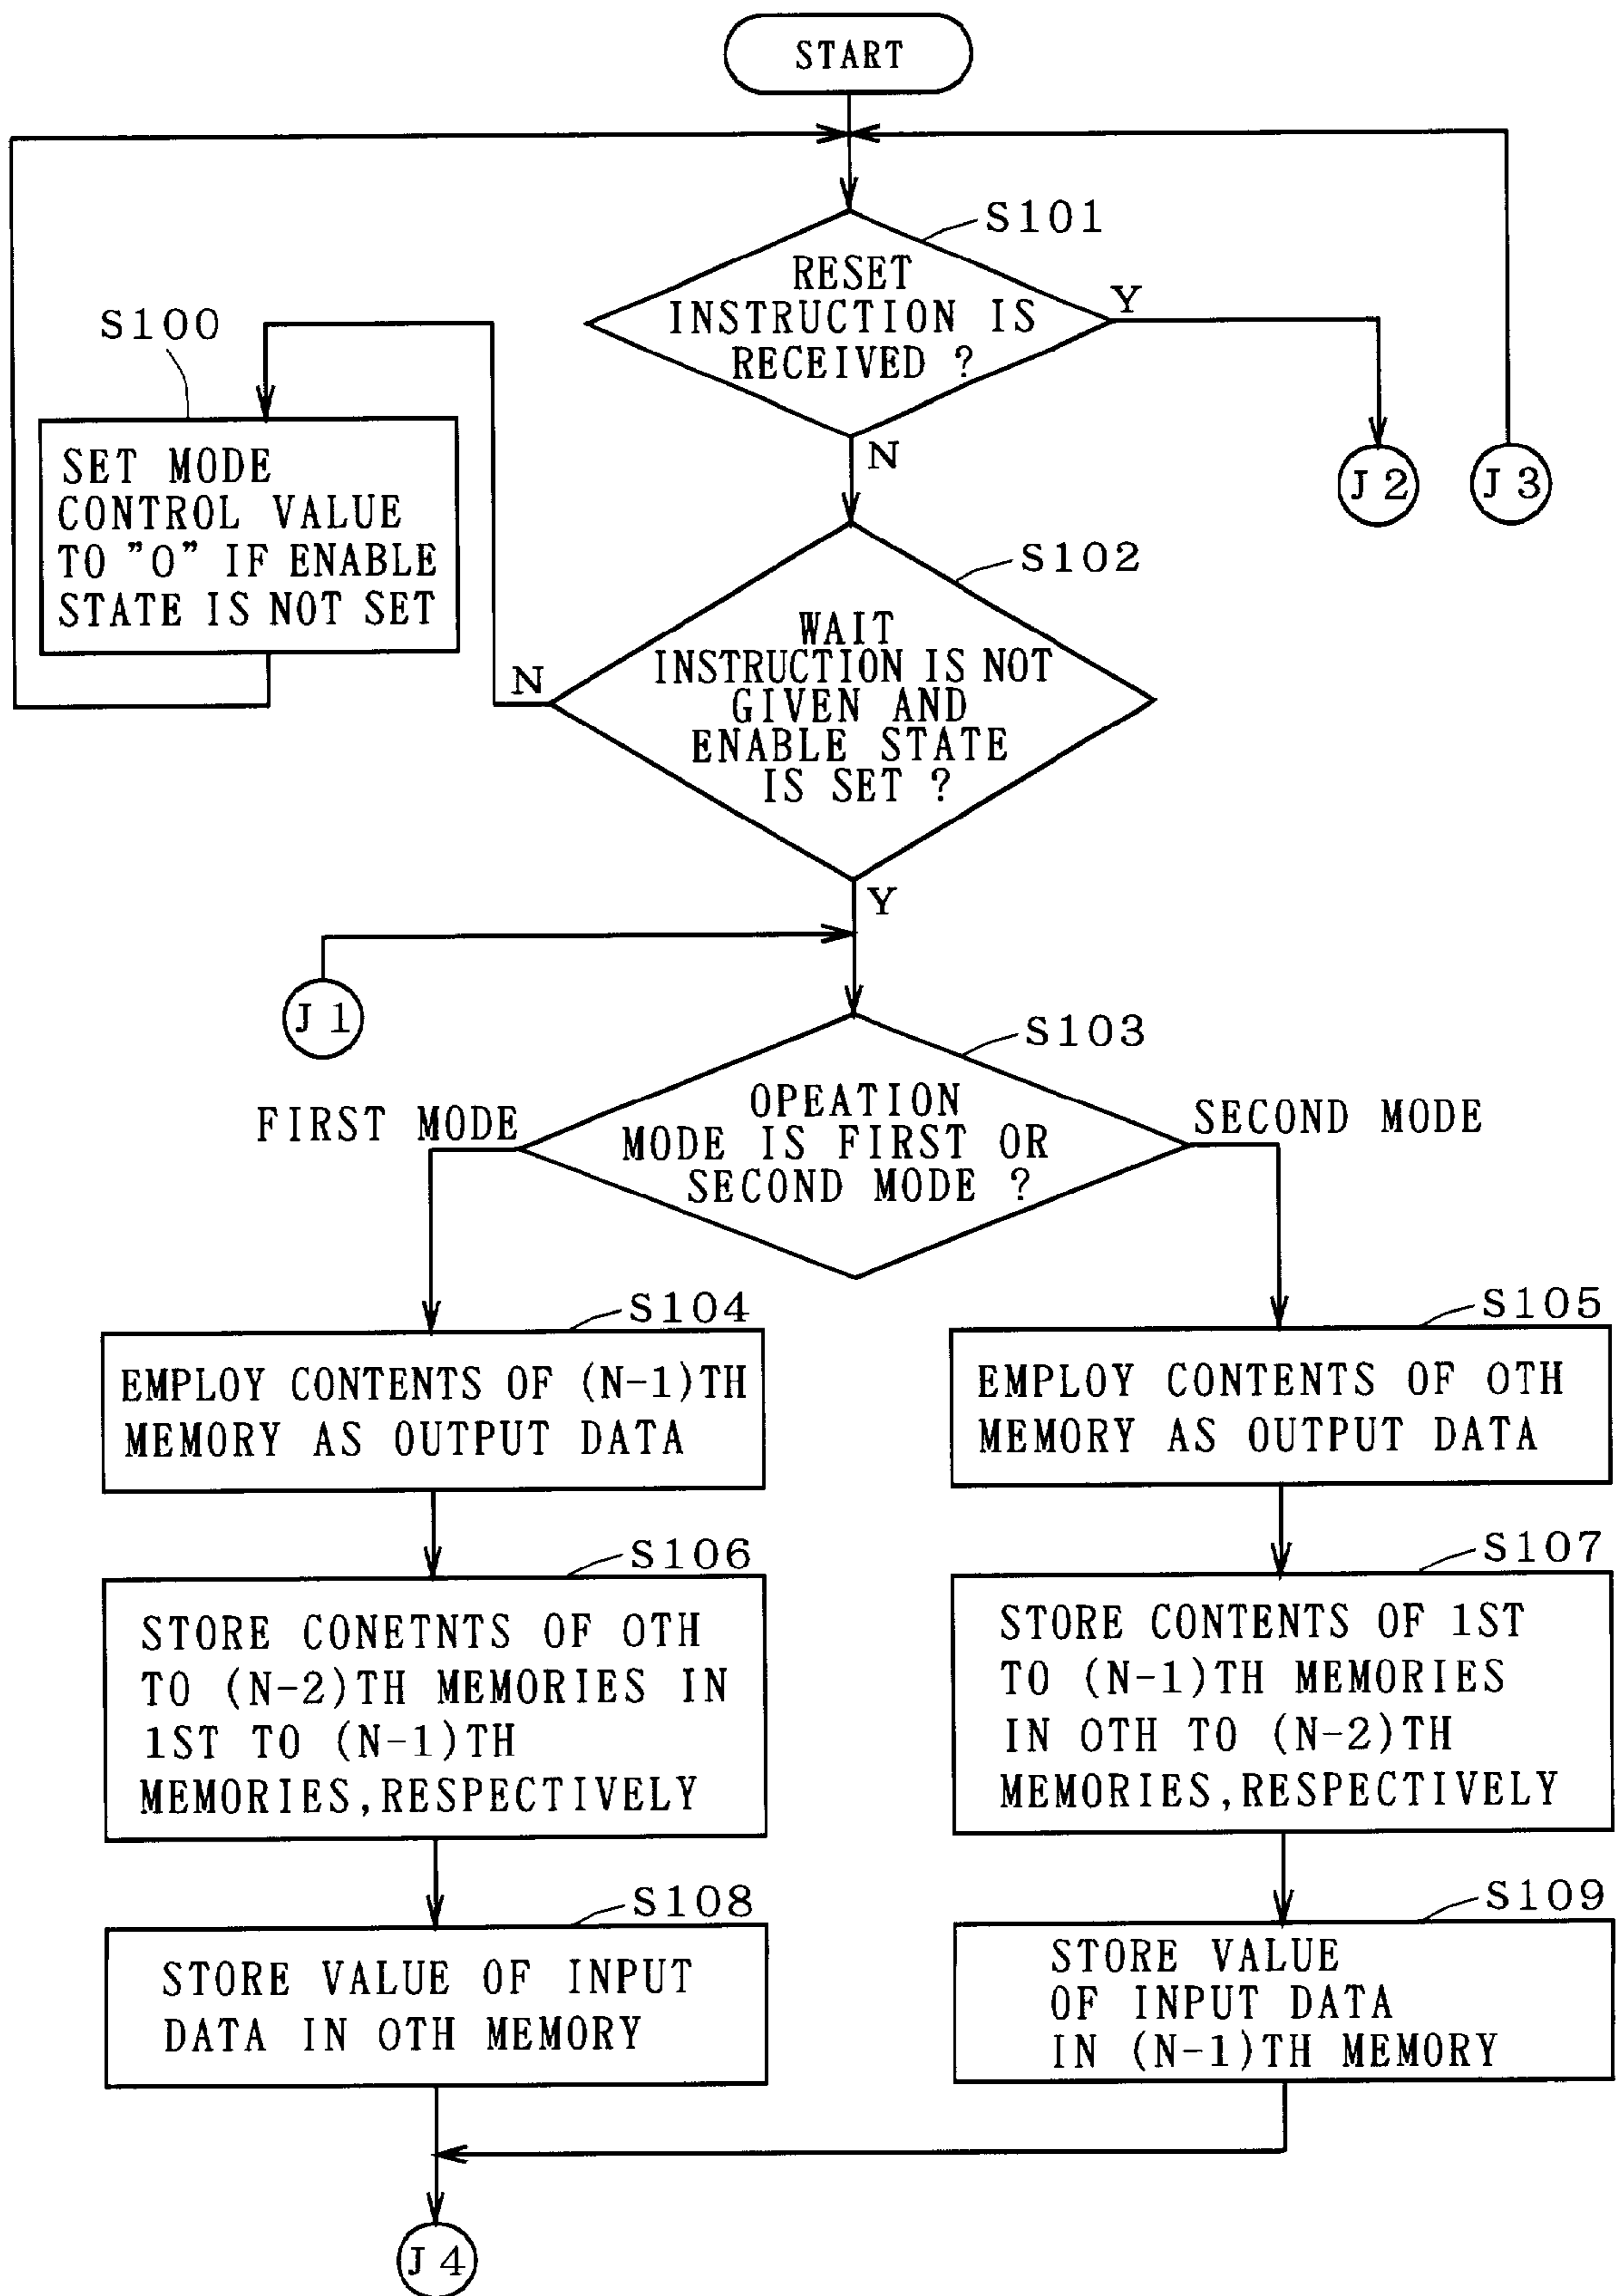 START
S101
RESET
INSTRUCTION IS
RECEIVED ?
Y
N
S100
SET MODE
CONTROL VALUE
TO "0" IF ENABLE
STATE IS NOT SET
J2
J3
S102
WAIT
INSTRUCTION IS NOT
GIVEN AND
ENABLE STATE
IS SET ?
N
Y
J1
S103
OPEATION
MODE IS FIRST OR
SECOND MODE ?
FIRST MODE
SECOND MODE
S104
EMPLOY CONTENTS OF (N-1)TH
MEMORY AS OUTPUT DATA
S105
EMPLOY CONTENTS OF 0TH
MEMORY AS OUTPUT DATA
S106
STORE CONETNTS OF 0TH
TO (N-2)TH MEMORIES IN
1ST TO (N-1)TH
MEMORIES,RESPECTIVELY
S107
STORE CONTENTS OF 1ST
TO (N-1)TH MEMORIES
IN 0TH TO (N-2)TH
MEMORIES,RESPECTIVELY
S108
STORE VALUE OF INPUT
DATA IN 0TH MEMORY
S109
STORE VALUE
OF INPUT DATA
IN (N-1)TH MEMORY
J4